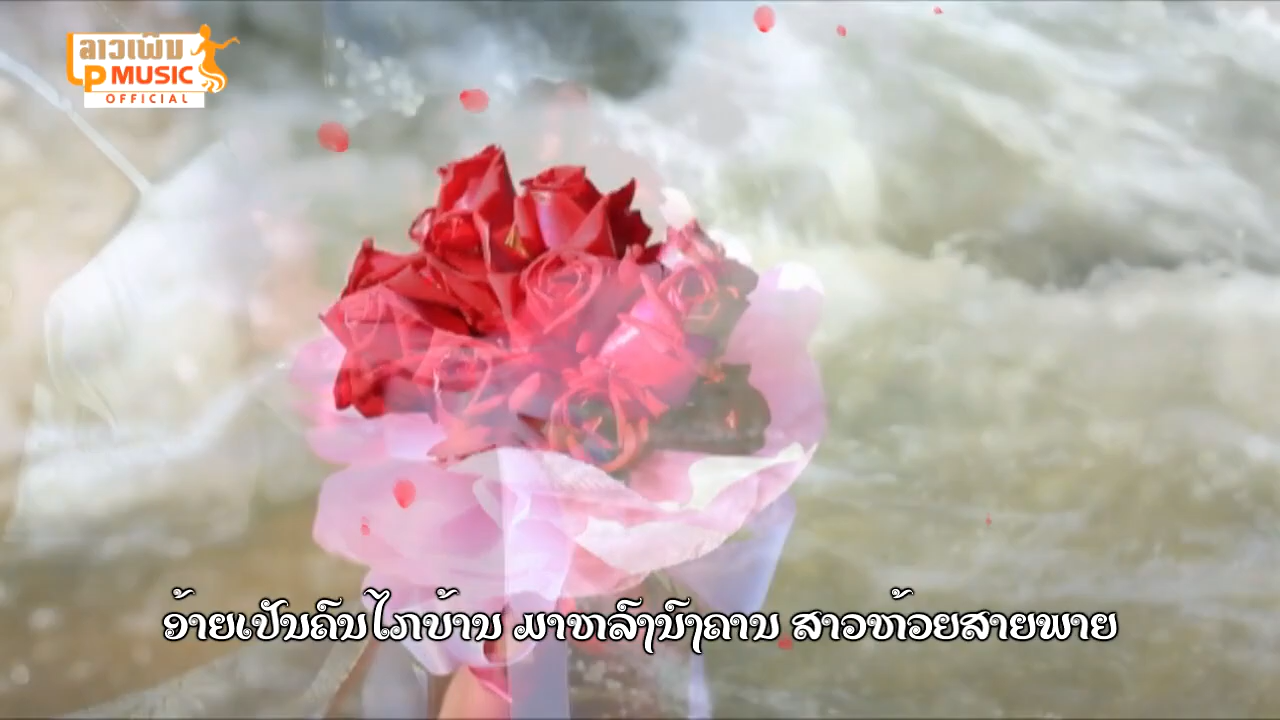 ລາວເພີນ
LP MUSIC
OFFICIAL
ອ້າຍເປັນຄົນໄກບ້ານ ມາຫລົງນົງຄານ ສາວຫ້ວຍສາຍພາຍ